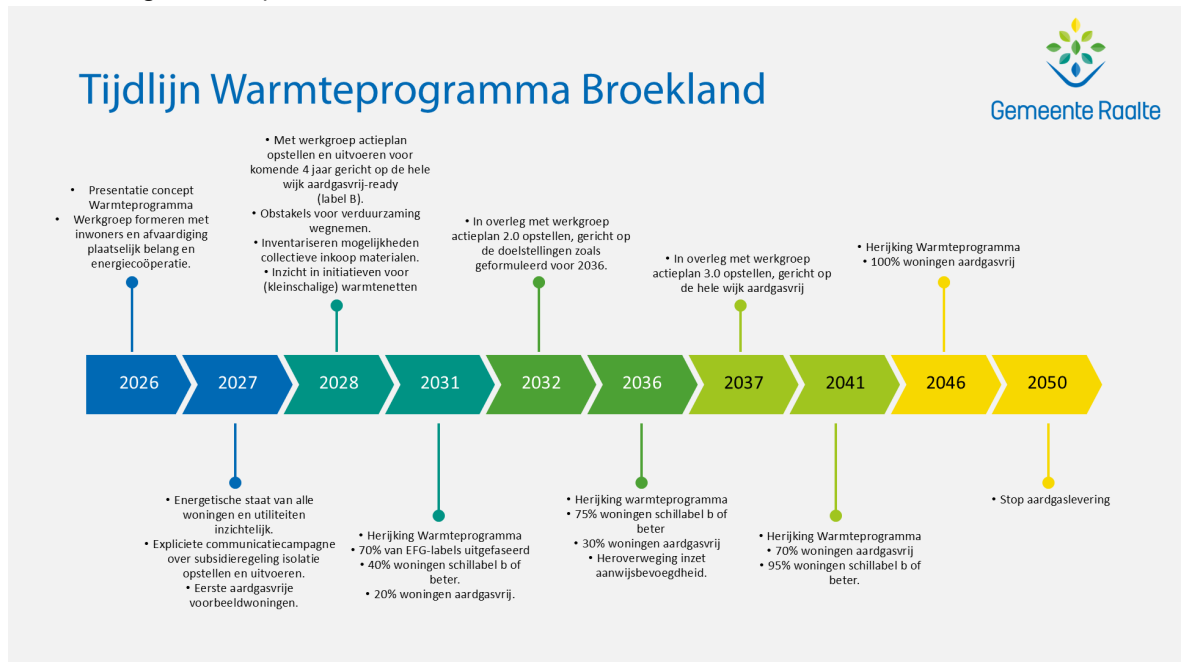 Tijdlijn Warmteprogramma Broekland
Gemeente Raalte
• Presentatie concept
Warmteprogramma
• Werkgroep formeren met
inwoners en afvaardiging
plaatselijk belang en
energiecoöperatie.
• Met werkgroep actieplan
opstellen en uitvoeren voor
komende 4 jaar gericht op de hele
wijk aardgasvrij-ready
(label B).
• Obstakels voor verduurzaming
wegnemen.
• Inventariseren mogelijkheden
collectieve inkoop materialen.
• Inzicht in initiatieven voor
(kleinschalige) warmtenetten
• In overleg met werkgroep
actieplan 2.0 opstellen, gericht op
de doelstellingen zoals
geformuleerd voor 2036.
• In overleg met werkgroep
actieplan 3.0 opstellen, gericht op
de hele wijk aardgasvrij
• Herijking Warmteprogramma
• 100% woningen aardgasvrij
2026
2027
2028
2031
2032
2036
2037
2041
2046
2050
• Energetische staat van alle
woningen en utiliteiten
inzichtelijk.
• Expliciete communicatiecampagne
over subsidieregeling isolatie
opstellen en uitvoeren.
• Eerste aardgasvrije
voorbeeldwoningen.
• Herijking Warmteprogramma
• 70% van EFG-labels uitgefaseerd
• 40% woningen schillabel b of
beter.
• 20% woningen aardgasvrij.
• Herijking warmteprogramma
• 75% woningen schillabel b of
beter
• 30% woningen aardgasvrij
• Heroverweging inzet
aanwijsbevoegdheid.
• Herijking Warmteprogramma
• 70% woningen aardgasvrij
• 95% woningen schillabel b of
beter.
• Stop aardgaslevering